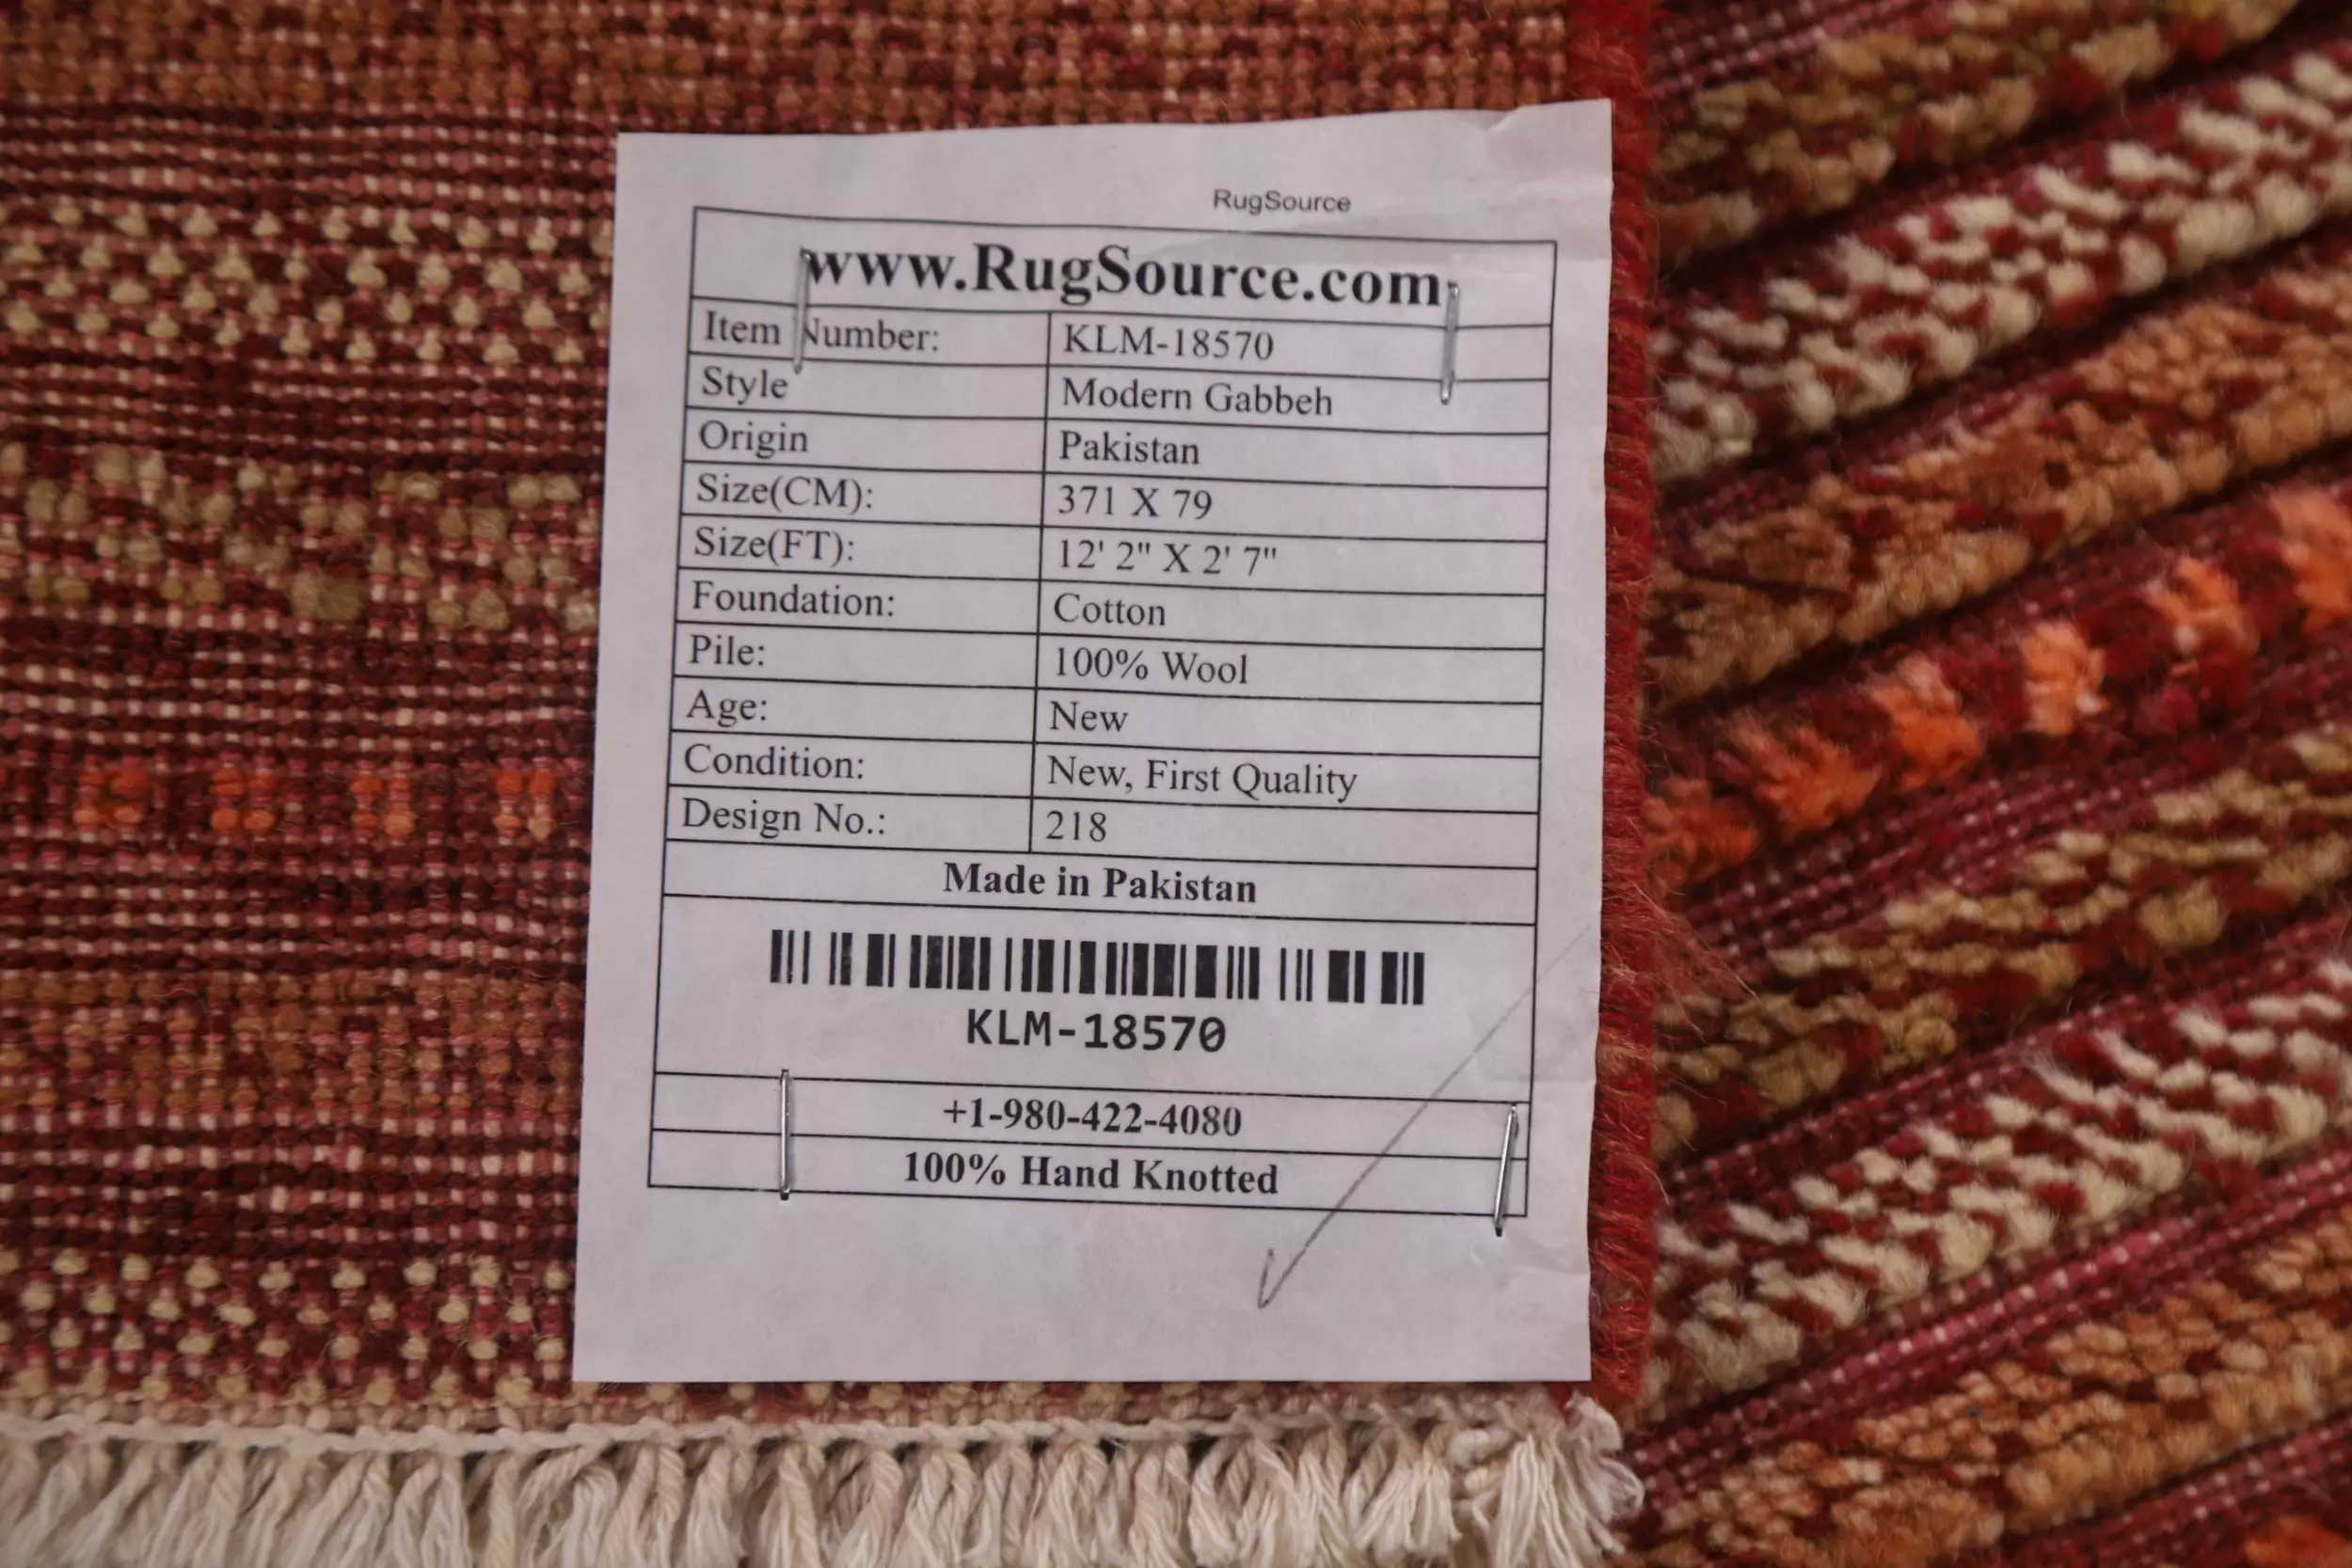 RugSource
www.RugSource.com
Item Number: KLM-18570
Style Modern Gabbeh
Origin Pakistan
Size(CM): 371 X 79
Size(FT): 12' 2" X 2' 7"
Foundation: Cotton
Pile: 100% Wool
Age: New
Condition: New, First Quality
Design No.: 218
Made in Pakistan
KLM-18570
+1-980-422-4080
100% Hand Knotted